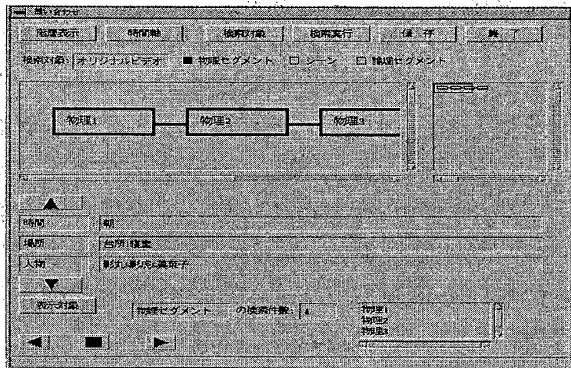 問い合わせ
階層表示 時間軸 検索対象 検索実行 保 存 終 了
検索対象: オリジナルビデオ ■ 物理セグメント □ シーン □ 論理セグメント
物理1 物理2 物理3
▲
時間 朝
場所 台所
人物
▼
表示対象
物理セグメント の検索件数: 4
物理1
物理2
物理3
◀ ■ ▶